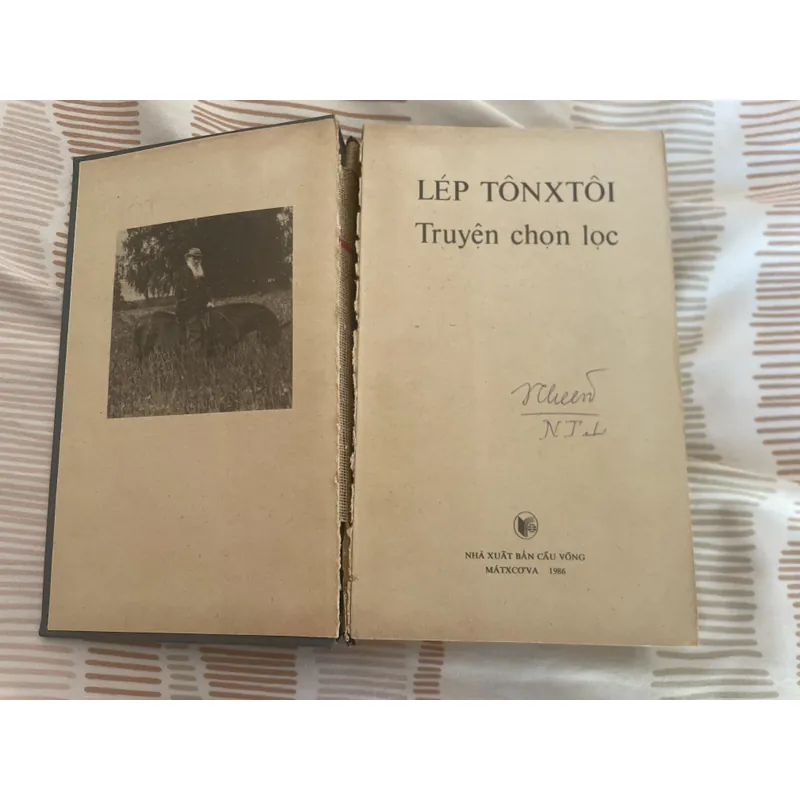 LÉP TÔNXTÔI
Truyện chọn lọc
NHÀ XUẤT BẢN CẦU VỒNG
MÁTXCƠVA 1986